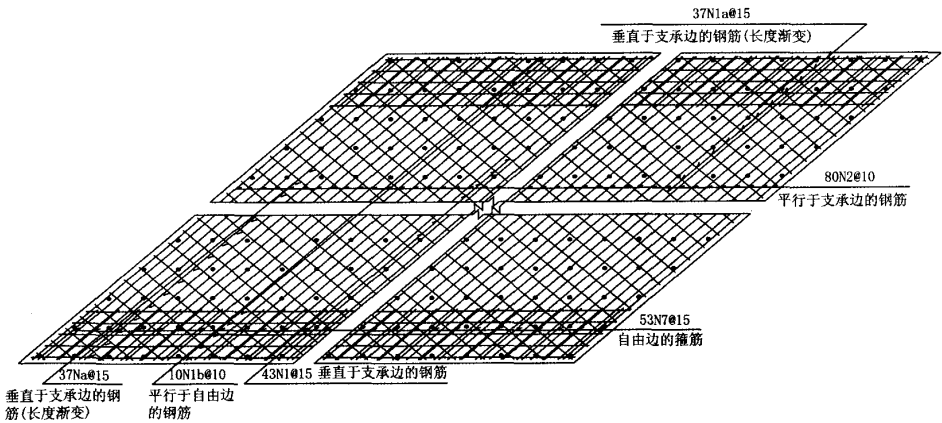 37N1a@15
垂直于支承边的钢筋(长度渐变)
80N2@10
平行于支承边的钢筋
53N7@15
自由边的箍筋
37Na@15
垂直于支承边的钢
筋(长度渐变)
10N1b@10
平行于自由边
的钢筋
43N1@15 垂直于支承边的钢筋